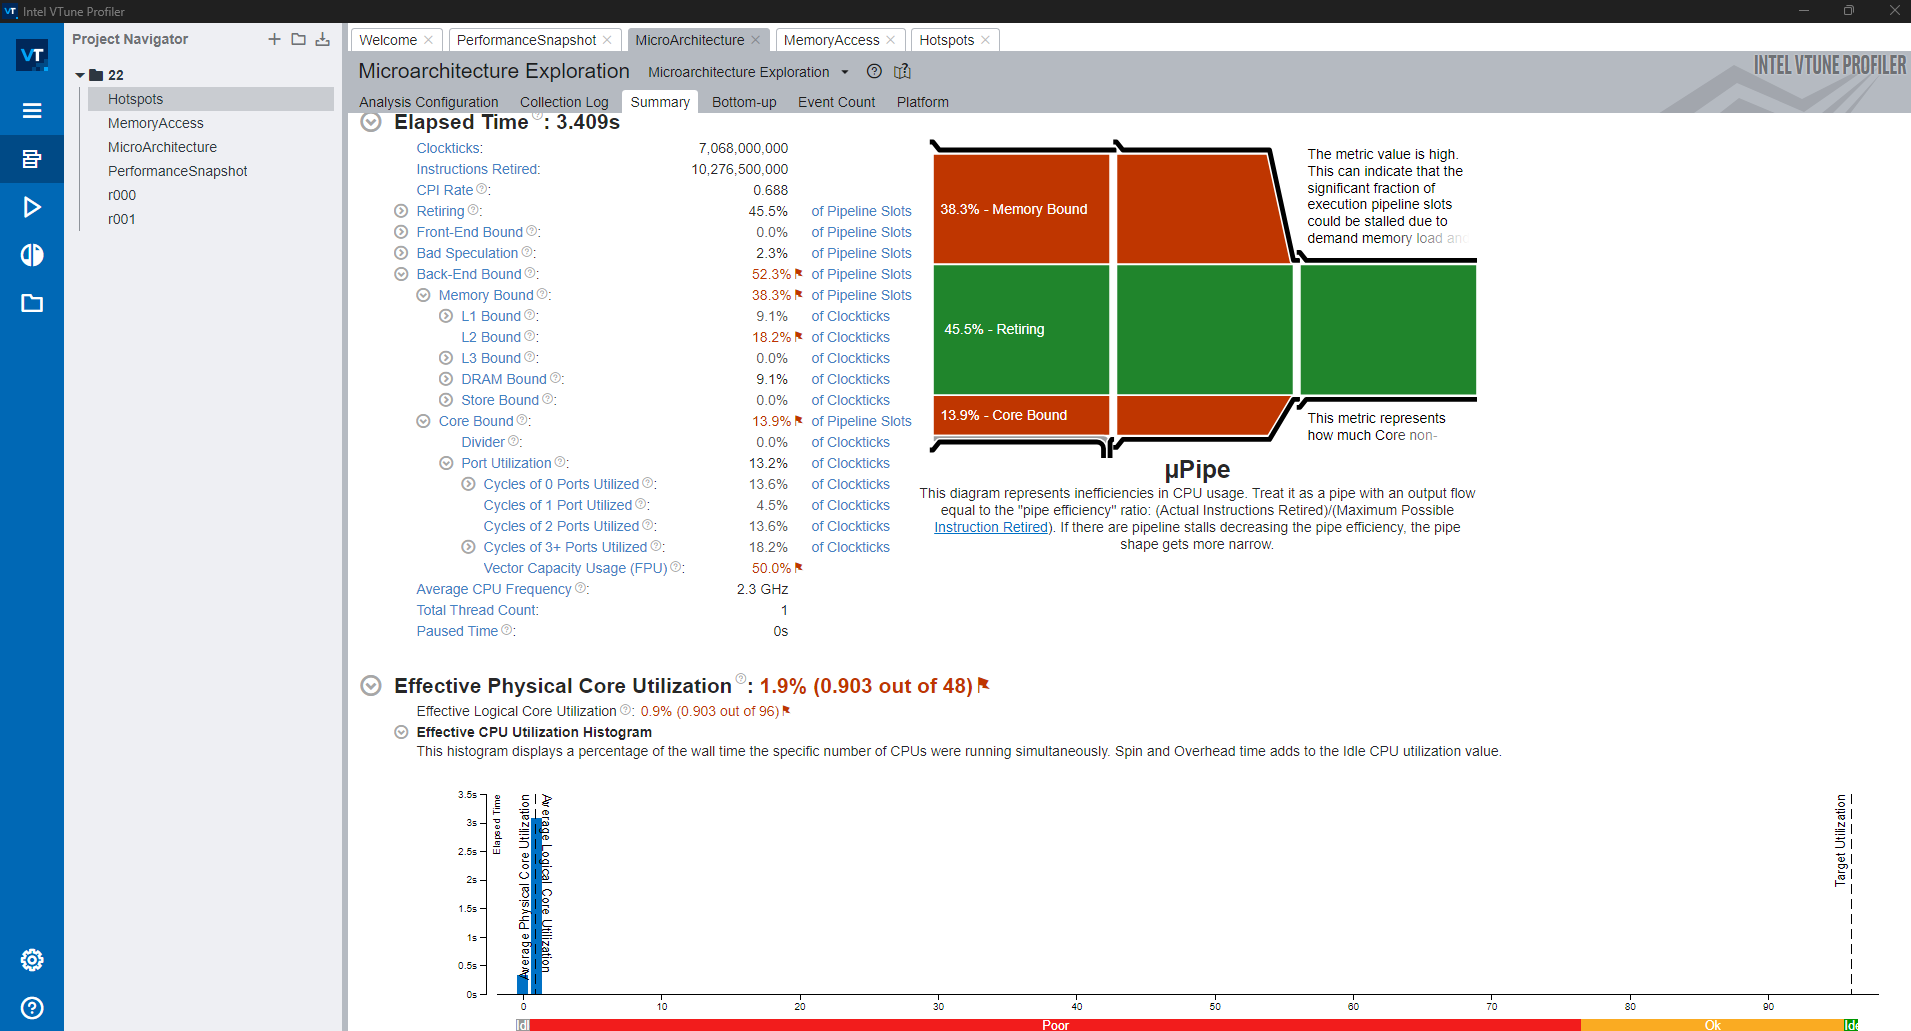 Intel VTune Profiler
Project Navigator
22
Hotspots
MemoryAccess
MicroArchitecture
PerformanceSnapshot
r000
r001
Welcome
PerformanceSnapshot
MicroArchitecture
MemoryAccess
Hotspots
Microarchitecture Exploration Microarchitecture Exploration
INTEL VTUNE PROFILER
Analysis Configuration Collection Log Summary Bottom-up Event Count Platform
Elapsed Time : 3.409s
Clockticks: 7,068,000,000
Instructions Retired: 10,276,500,000
CPI Rate : 0.688
Retiring : 45.5% of Pipeline Slots
Front-End Bound : 0.0% of Pipeline Slots
Bad Speculation : 2.3% of Pipeline Slots
Back-End Bound : 52.3% of Pipeline Slots
Memory Bound : 38.3% of Pipeline Slots
L1 Bound : 9.1% of Clockticks
L2 Bound : 18.2% of Clockticks
L3 Bound : 0.0% of Clockticks
DRAM Bound : 9.1% of Clockticks
Store Bound : 0.0% of Clockticks
Core Bound : 13.9% of Pipeline Slots
Divider : 0.0% of Clockticks
Port Utilization : 13.2% of Clockticks
Cycles of 0 Ports Utilized : 13.6% of Clockticks
Cycles of 1 Port Utilized : 4.5% of Clockticks
Cycles of 2 Ports Utilized : 13.6% of Clockticks
Cycles of 3+ Ports Utilized : 18.2% of Clockticks
Vector Capacity Usage (FPU) : 50.0%
Average CPU Frequency : 2.3 GHz
Total Thread Count: 1
Paused Time : 0s
38.3% - Memory Bound
45.5% - Retiring
13.9% - Core Bound
The metric value is high.
This can indicate that the
significant fraction of
execution pipeline slots
could be stalled due to
demand memory load and
This metric represents
how much Core non-
µPipe
This diagram represents inefficiencies in CPU usage. Treat it as a pipe with an output flow
equal to the "pipe efficiency" ratio: (Actual Instructions Retired)/(Maximum Possible
Instruction Retired). If there are pipeline stalls decreasing the pipe efficiency, the pipe
shape gets more narrow.
Effective Physical Core Utilization : 1.9% (0.903 out of 48)
Effective Logical Core Utilization : 0.9% (0.903 out of 96)
Effective CPU Utilization Histogram
This histogram displays a percentage of the wall time the specific number of CPUs were running simultaneously. Spin and Overhead time adds to the Idle CPU utilization value.
3.5s
3s
2.5s
2s
1.5s
1s
0.5s
0s
Elapsed Time
Average Physical Core Utilization
Average Logical Core Utilization
Target Utilization
0 10 20 30 40 50 60 70 80 90
Idl Poor Ok Ide